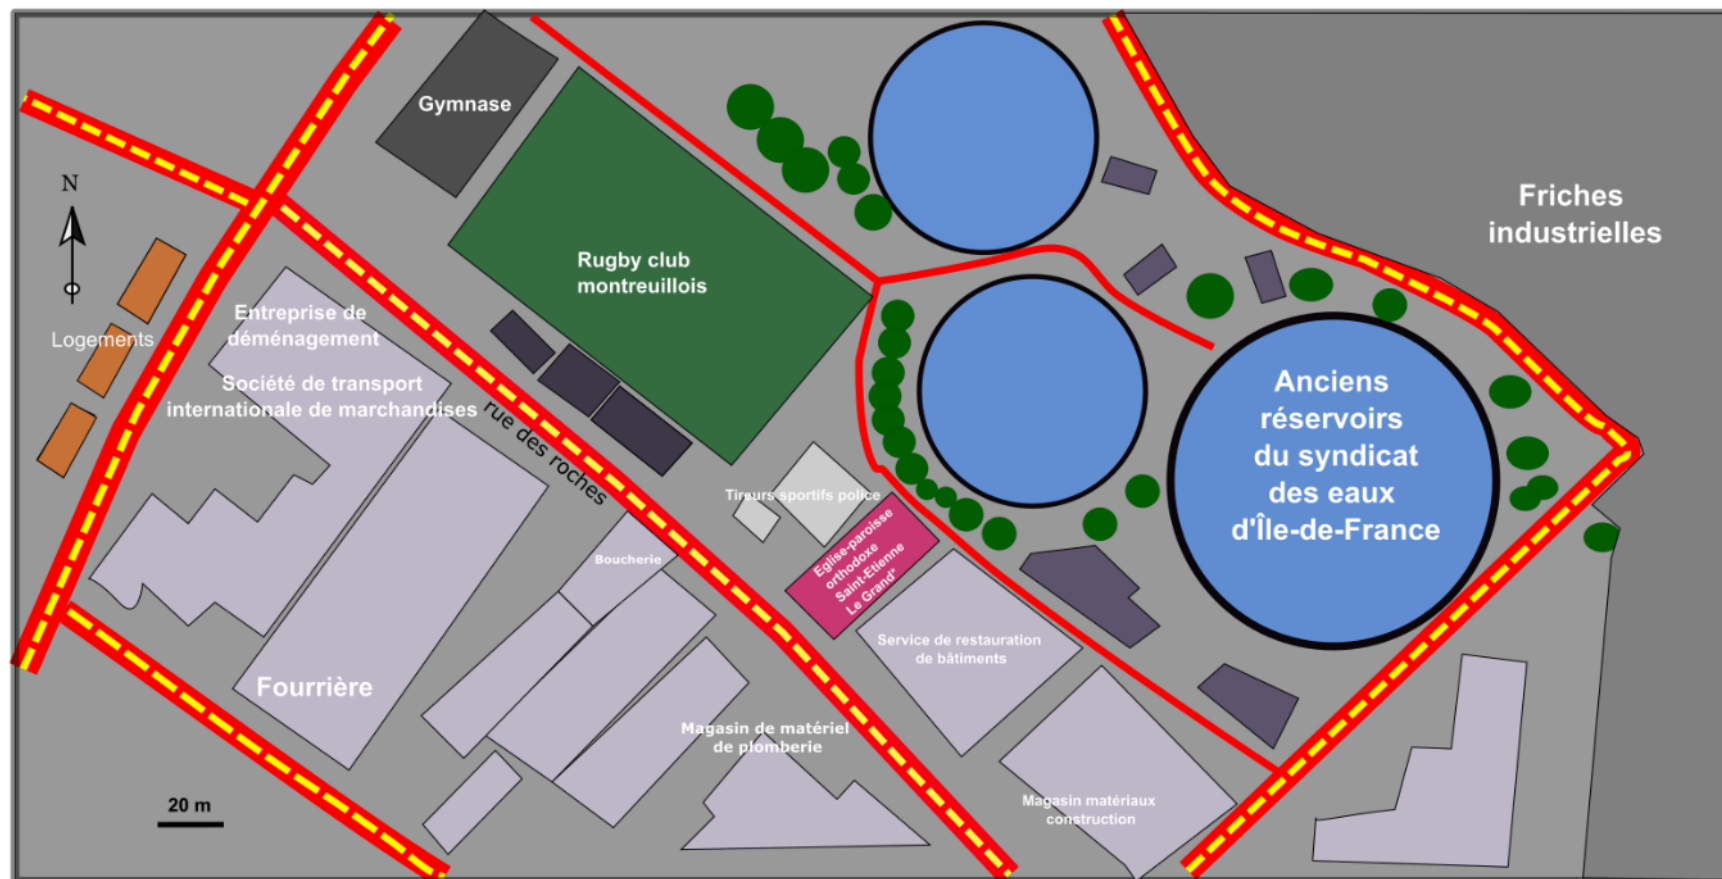 Gymnase
N
Friches
industrielles
Rugby club
montreuillois
Entreprise de
déménagement
Logements
Société de transport
internationale de marchandises
rue des roches
Anciens
réservoirs
du syndicat
des eaux
d'Île-de-France
Tireurs sportifs police
Eglise-paroisse
orthodoxe
Saint-Etienne
Le Grand"
Boucherie
Service de restauration
de bâtiments
Fourrière
Magasin de matériel
de plomberie
20 m
Magasin matériaux
construction